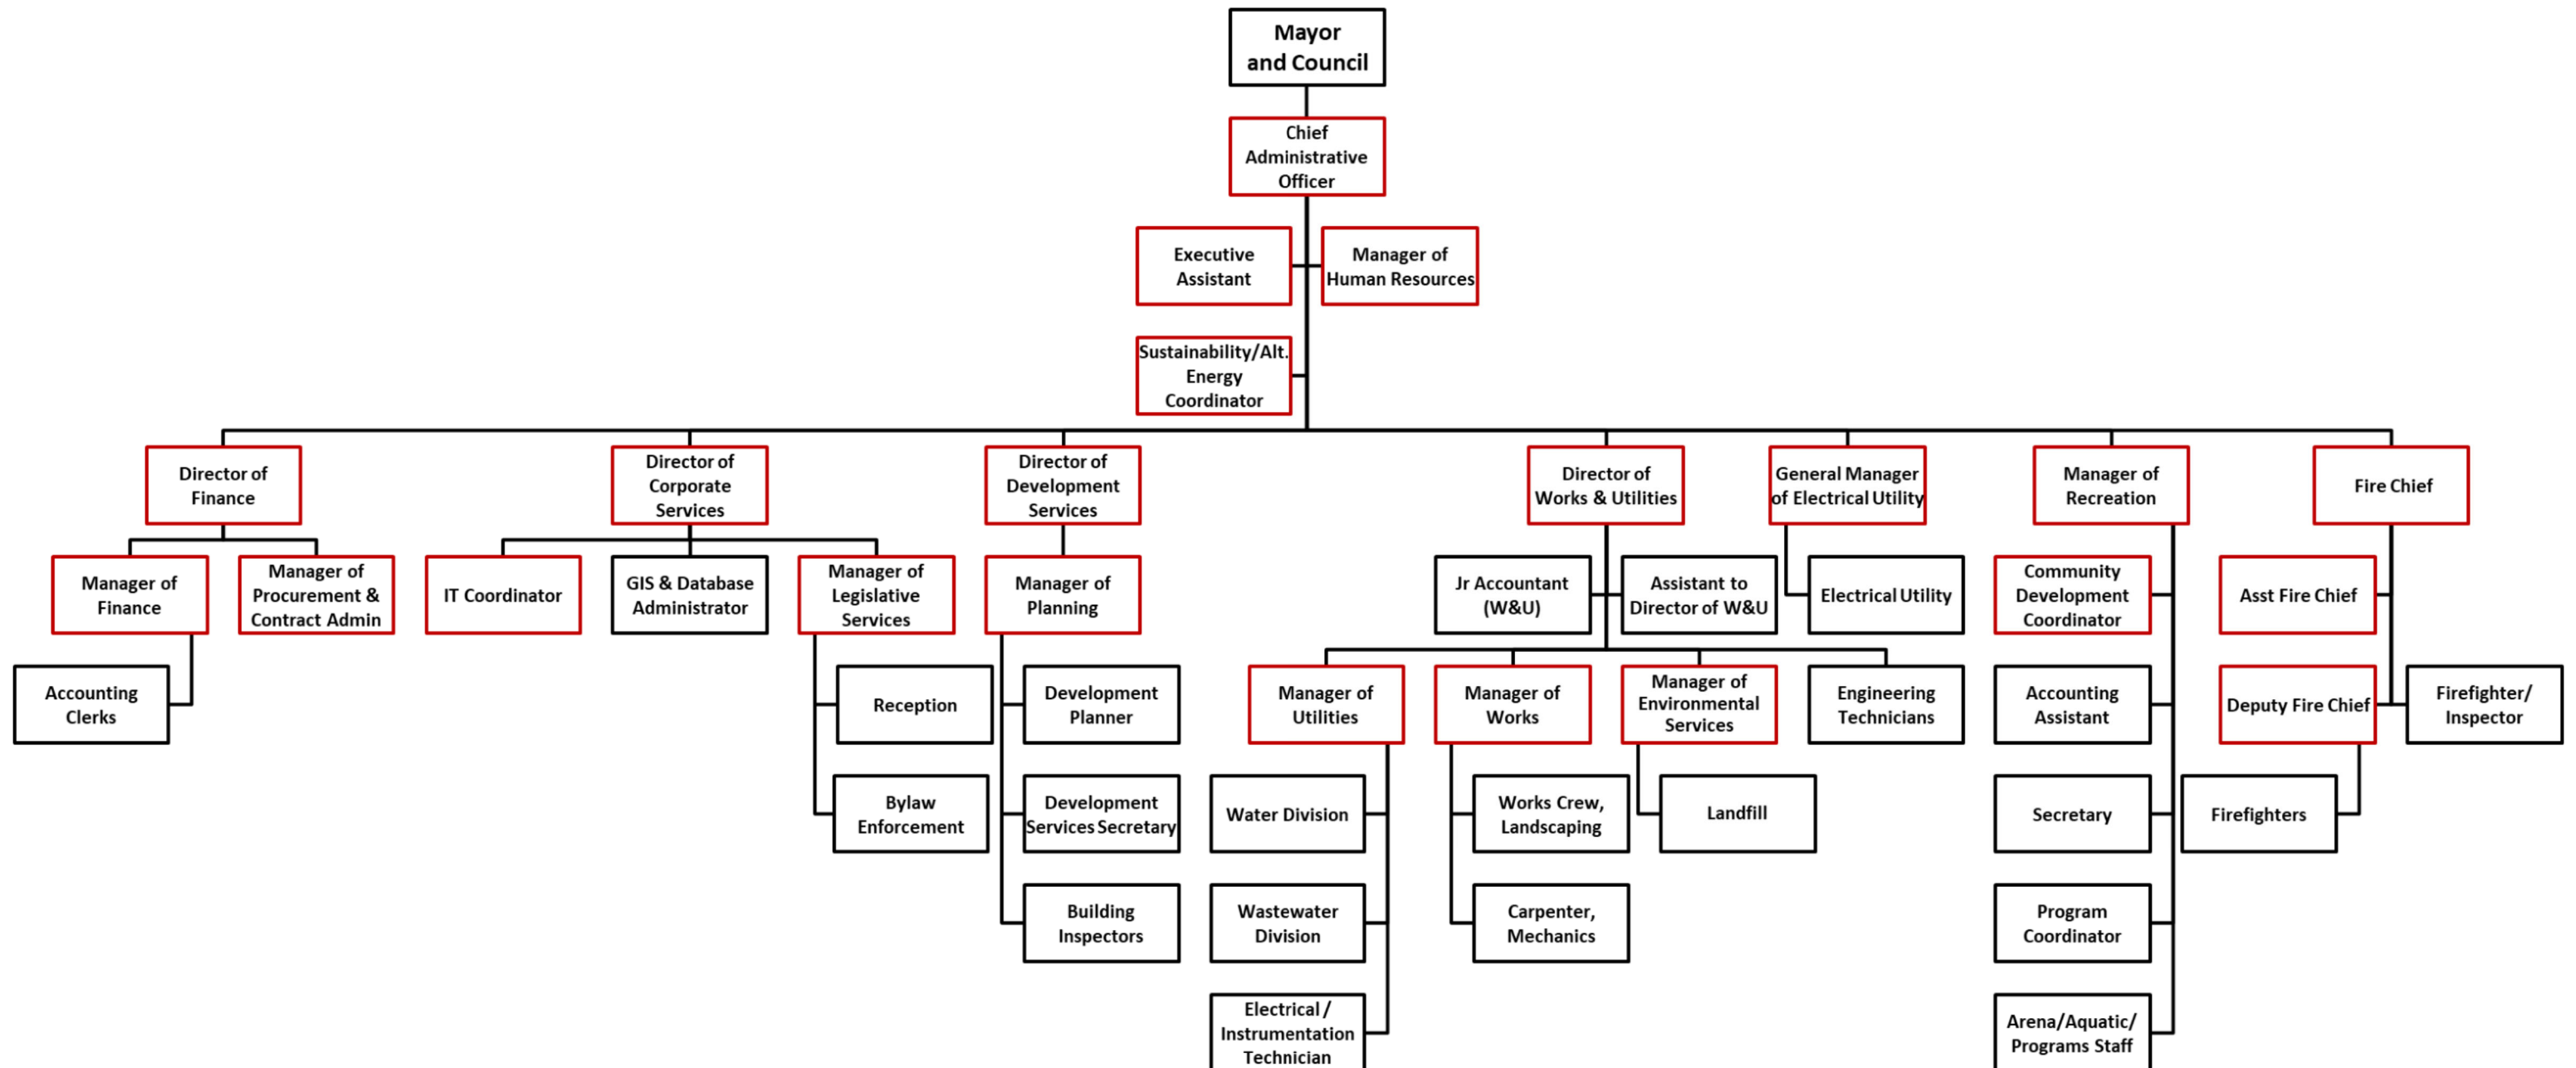 Mayor
and Council
Chief
Administrative
Officer
Executive
Assistant
Manager of
Human Resources
Sustainability/Alt.
Energy
Coordinator
Director of
Finance
Director of
Corporate
Services
Director of
Development
Services
Director of
Works & Utilities
General Manager
of Electrical Utility
Manager of
Recreation
Fire Chief
Manager of
Finance
Manager of
Procurement &
Contract Admin
IT Coordinator
GIS & Database
Administrator
Manager of
Legislative
Services
Manager of
Planning
Jr Accountant
(W&U)
Assistant to
Director of W&U
Electrical Utility
Community
Development
Coordinator
Asst Fire Chief
Accounting
Clerks
Reception
Development
Planner
Manager of
Utilities
Manager of
Works
Manager of
Environmental
Services
Engineering
Technicians
Accounting
Assistant
Deputy Fire Chief
Firefighter/
Inspector
Bylaw
Enforcement
Development
Services Secretary
Water Division
Works Crew,
Landscaping
Landfill
Secretary
Firefighters
Building
Inspectors
Wastewater
Division
Carpenter,
Mechanics
Program
Coordinator
Electrical /
Instrumentation
Technician
Arena/Aquatic/
Programs Staff